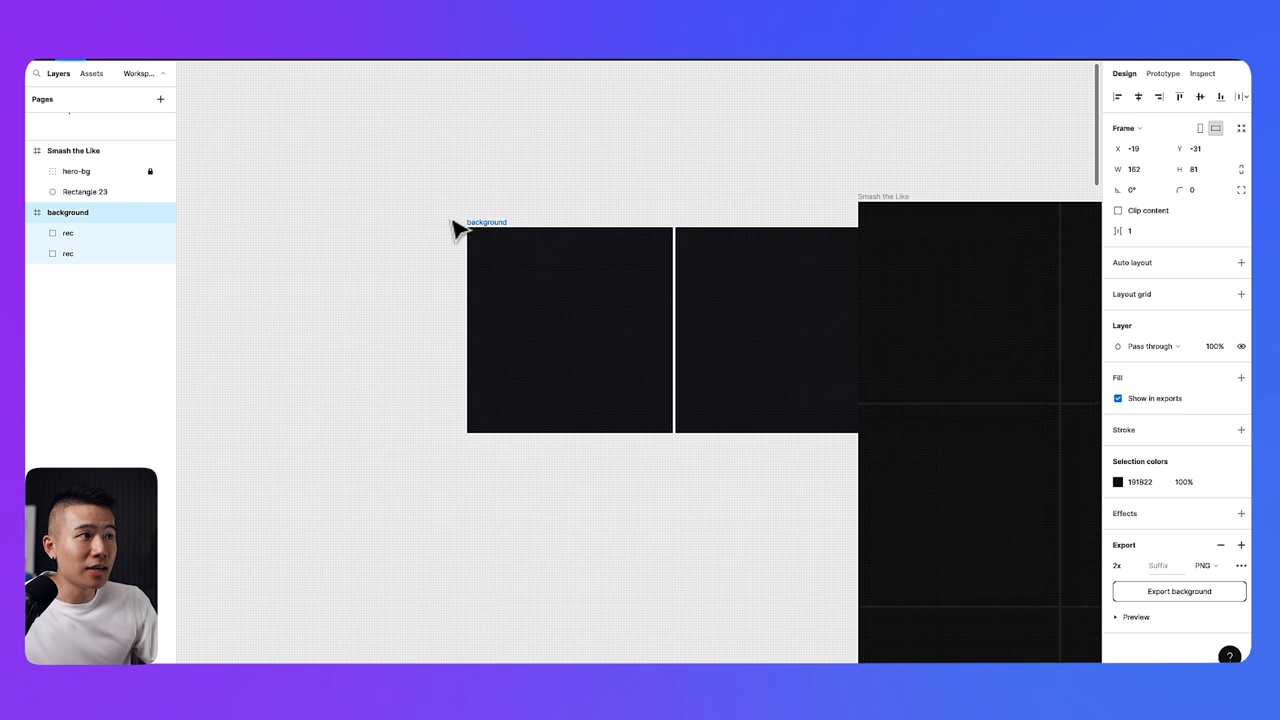 Layers Assets Worksp...
Pages
Smash the Like
hero-bg
Rectangle 23
background
rec
rec
background
Smash the Like
Design Prototype Inspect
Frame
X -19 Y -31
W 162 H 81
0° 0
Clip content
1
Auto layout
Layout grid
Layer
Pass through 100%
Fill
Show in exports
Stroke
Selection colors
191B22 100%
Effects
Export
2x Suffix PNG
Export background
Preview
?